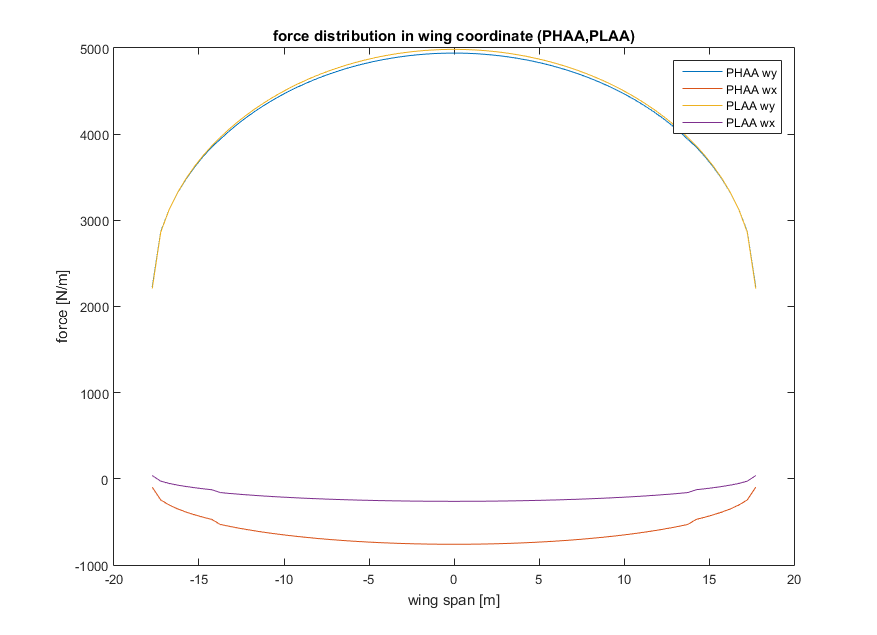 force distribution in wing coordinate (PHAA,PLAA)
PHAA wy
PHAA wx
PLAA wy
PLAA wx
5000
4000
3000
2000
1000
0
-1000
force [N/m]
-20
-15
-10
-5
0
5
10
15
20
wing span [m]